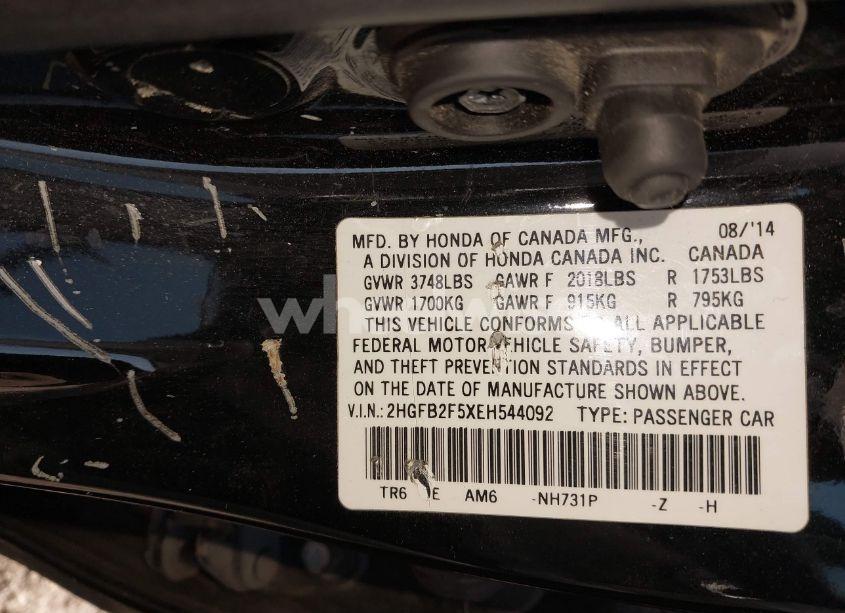 MFD. BY HONDA OF CANADA MFG., 08/'14
A DIVISION OF HONDA CANADA INC. CANADA
GVWR 3748LBS GAWR F 2018LBS R 1753LBS
GVWR 1700KG GAWR F 915KG R 795KG
THIS VEHICLE CONFORMS TO ALL APPLICABLE
FEDERAL MOTOR VEHICLE SAFETY, BUMPER,
AND THEFT PREVENTION STANDARDS IN EFFECT
ON THE DATE OF MANUFACTURE SHOWN ABOVE.
V.I.N.: 2HGFB2F5XEH544092 TYPE: PASSENGER CAR
TR6 E AM6 -NH731P -Z -H